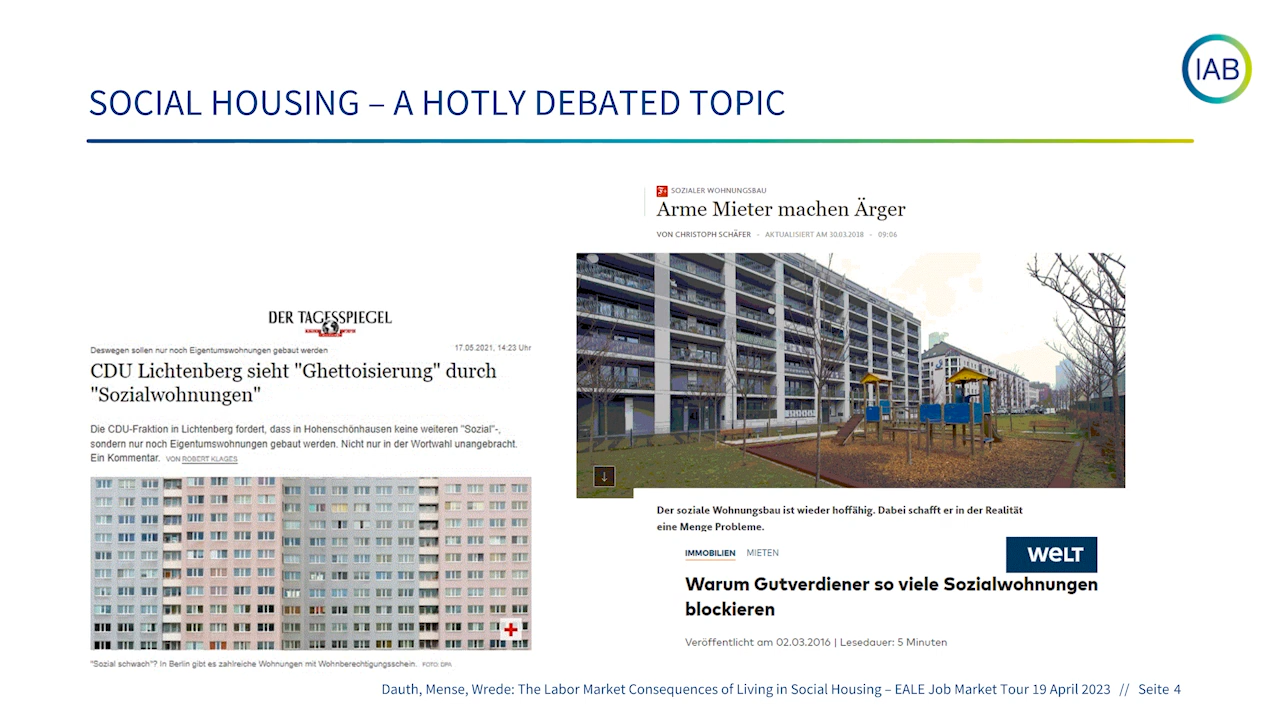 IAB
SOCIAL HOUSING – A HOTLY DEBATED TOPIC
DER TAGESSPIEGEL
Deswegen sollen nur noch Eigentumswohnungen gebaut werden
17.05.2021, 14:23 Uhr
CDU Lichtenberg sieht "Ghettoisierung" durch
"Sozialwohnungen"
Die CDU-Fraktion in Lichtenberg fordert, dass in Hohenschönhausen keine weiteren "Sozial"-,
sondern nur noch Eigentumswohnungen gebaut werden. Nicht nur in der Wortwahl unangebracht.
Ein Kommentar. VON ROBERT KLAGES
"Sozial schwach"? In Berlin gibt es zahlreiche Wohnungen mit Wohnberechtigungsschein. FOTO: DPA
SOZIALER WOHNUNGSBAU
Arme Mieter machen Ärger
VON CHRISTOPH SCHÄFER - AKTUALISIERT AM 30.03.2018 - 09:06
Der soziale Wohnungsbau ist wieder hoffähig. Dabei schafft er in der Realität
eine Menge Probleme.
IMMOBILIEN MIETEN
WELT
Warum Gutverdiener so viele Sozialwohnungen
blockieren
Veröffentlicht am 02.03.2016 | Lesedauer: 5 Minuten
Dauth, Mense, Wrede: The Labor Market Consequences of Living in Social Housing – EALE Job Market Tour 19 April 2023 // Seite 4